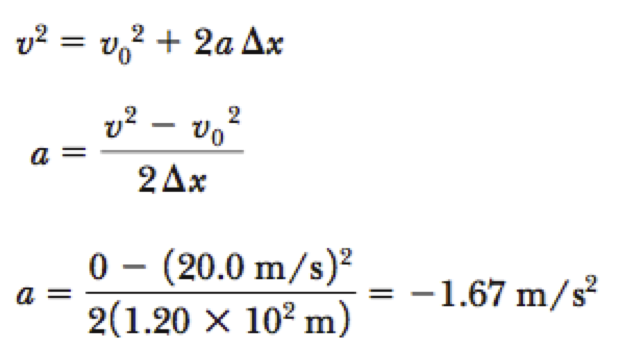 v² = v₀² + 2a Δx
a = (v² − v₀²) / (2 Δx)
a = (0 − (20.0 m/s)²) / (2(1.20 × 10² m)) = −1.67 m/s²